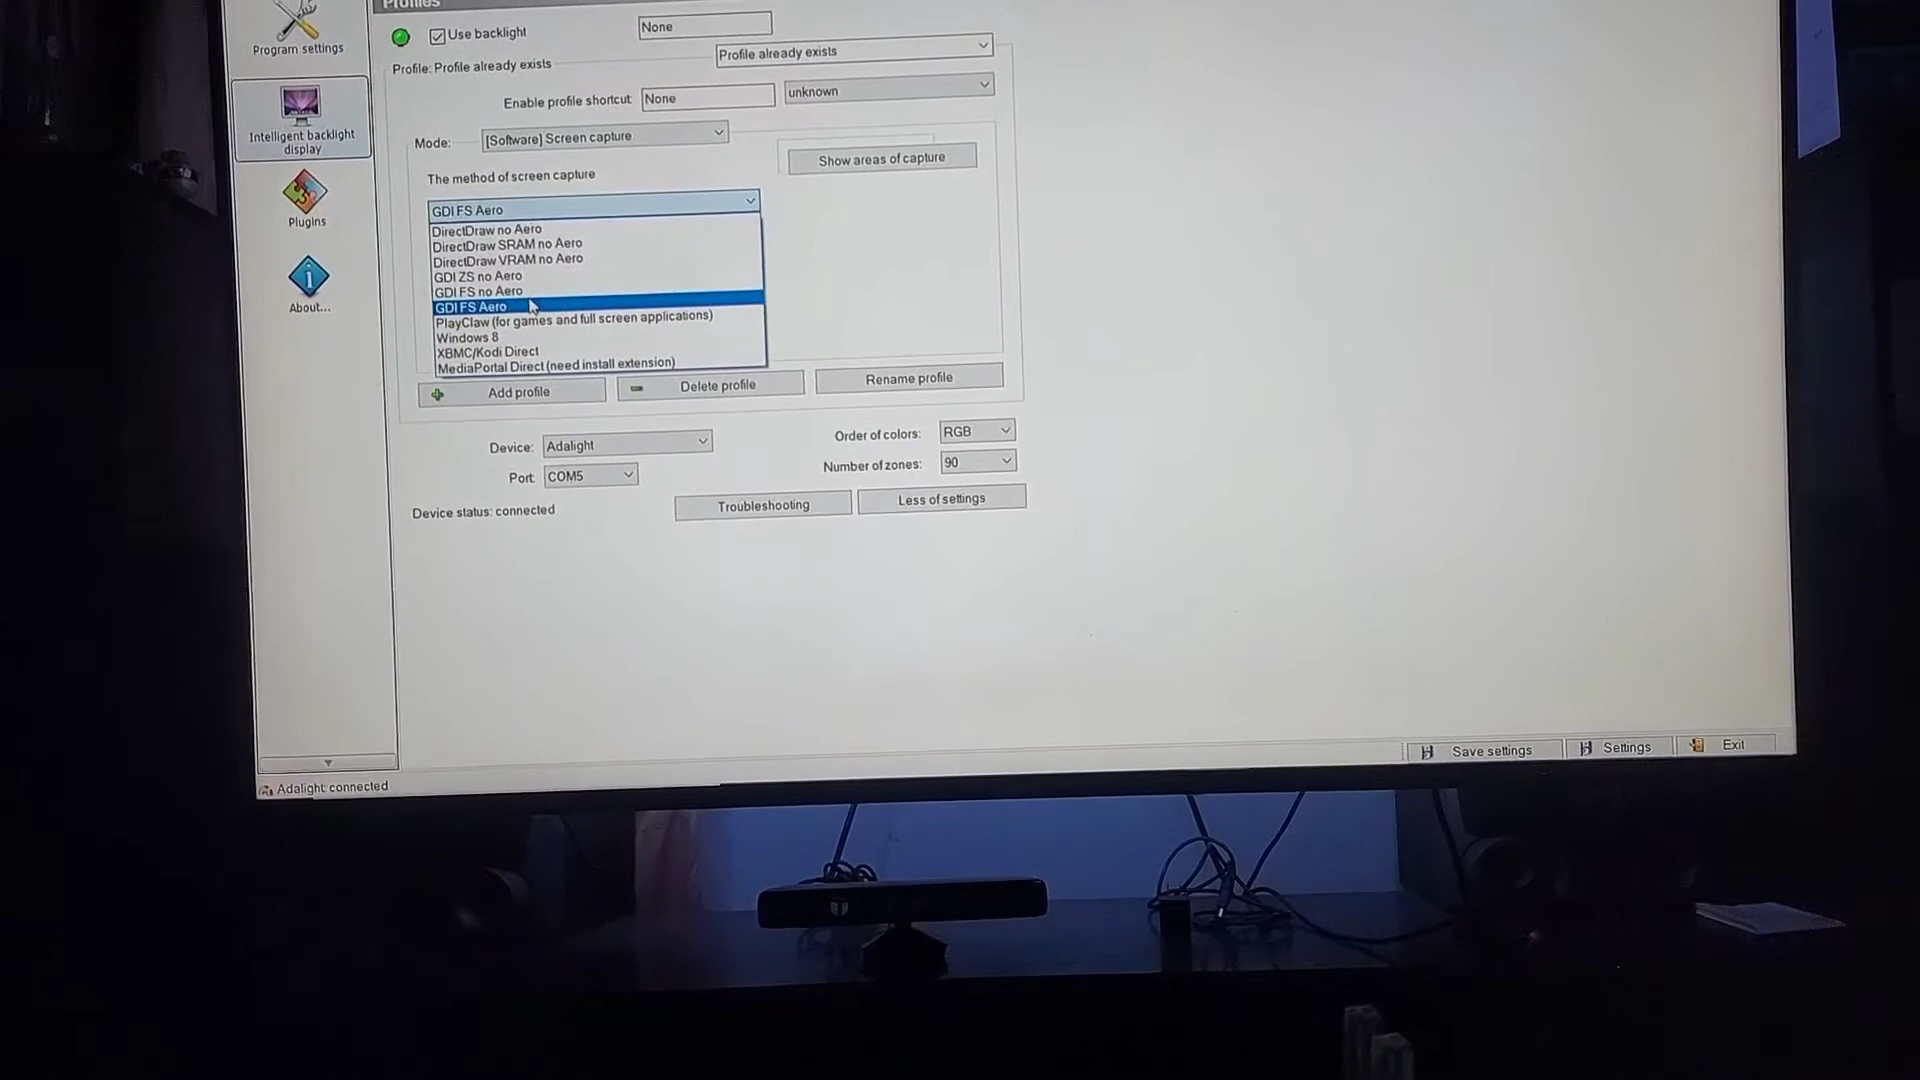 Profiles
Program settings
Use backlight
None
Profile already exists
Profile: Profile already exists
Enable profile shortcut
None
unknown
Intelligent backlight
display
Mode:
[Software] Screen capture
Show areas of capture
The method of screen capture
Plugins
GDI FS Aero
DirectDraw no Aero
DirectDraw SRAM no Aero
DirectDraw VRAM no Aero
GDI ZS no Aero
GDI FS no Aero
GDI FS Aero
PlayClaw (for games and full screen applications)
Windows 8
XBMC/Kodi Direct
MediaPortal Direct (need install extension)
About...
Add profile
Delete profile
Rename profile
Device:
Adalight
Order of colors:
RGB
Port:
COM5
Number of zones:
90
Device status: connected
Troubleshooting
Less of settings
Save settings
Settings
Exit
Adalight connected